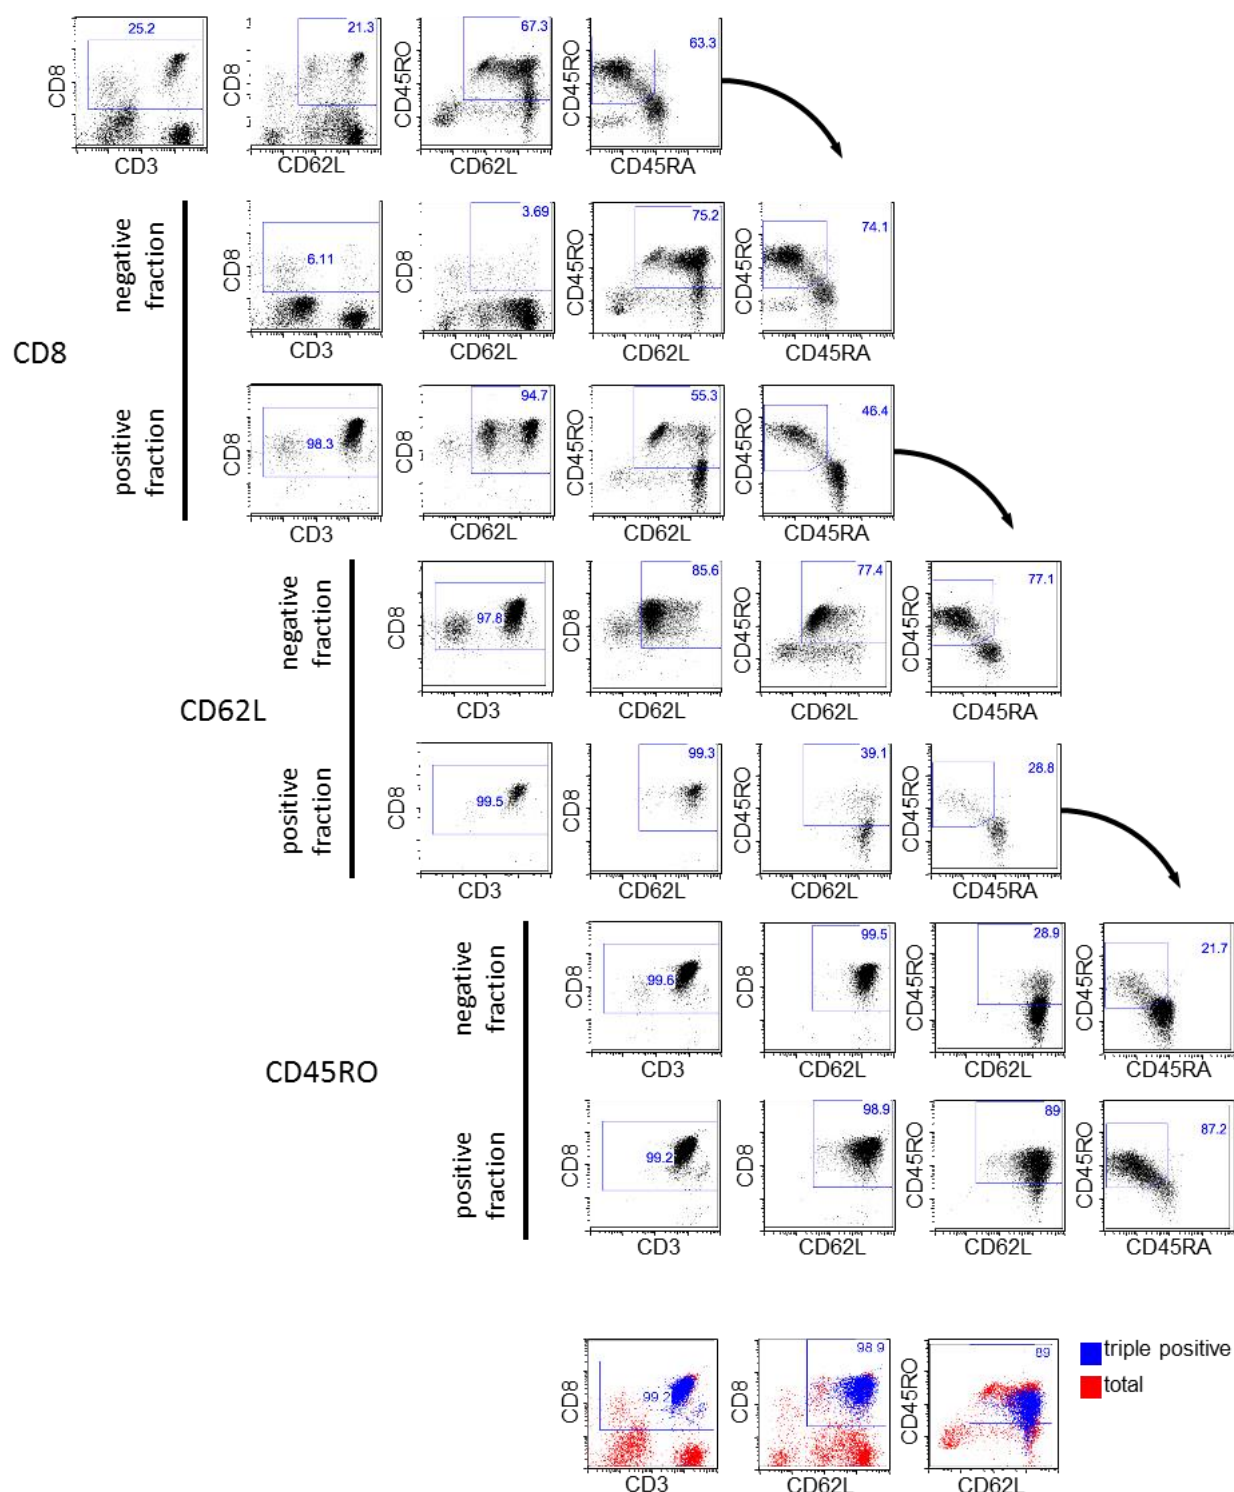 25.2 21.3 67.3 63.3
CD8 CD8 CD45RO CD45RO
CD3 CD62L CD62L CD45RA
CD8
negative
fraction
6.11 3.69 75.2 74.1
CD8 CD8 CD45RO CD45RO
CD3 CD62L CD62L CD45RA
positive
fraction
98.3 94.7 55.3 46.4
CD8 CD8 CD45RO CD45RO
CD3 CD62L CD62L CD45RA
CD62L
negative
fraction
97.8 85.6 77.4 77.1
CD8 CD8 CD45RO CD45RO
CD3 CD62L CD62L CD45RA
positive
fraction
99.5 99.3 39.1 28.8
CD8 CD8 CD45RO CD45RO
CD3 CD62L CD62L CD45RA
CD45RO
negative
fraction
99.6 99.5 28.9 21.7
CD8 CD8 CD45RO CD45RO
CD3 CD62L CD62L CD45RA
positive
fraction
99.2 98.9 89 87.2
CD8 CD8 CD45RO CD45RO
CD3 CD62L CD62L CD45RA
99.2 98.9 89
CD8 CD8 CD45RO
CD3 CD62L CD62L
triple positive
total